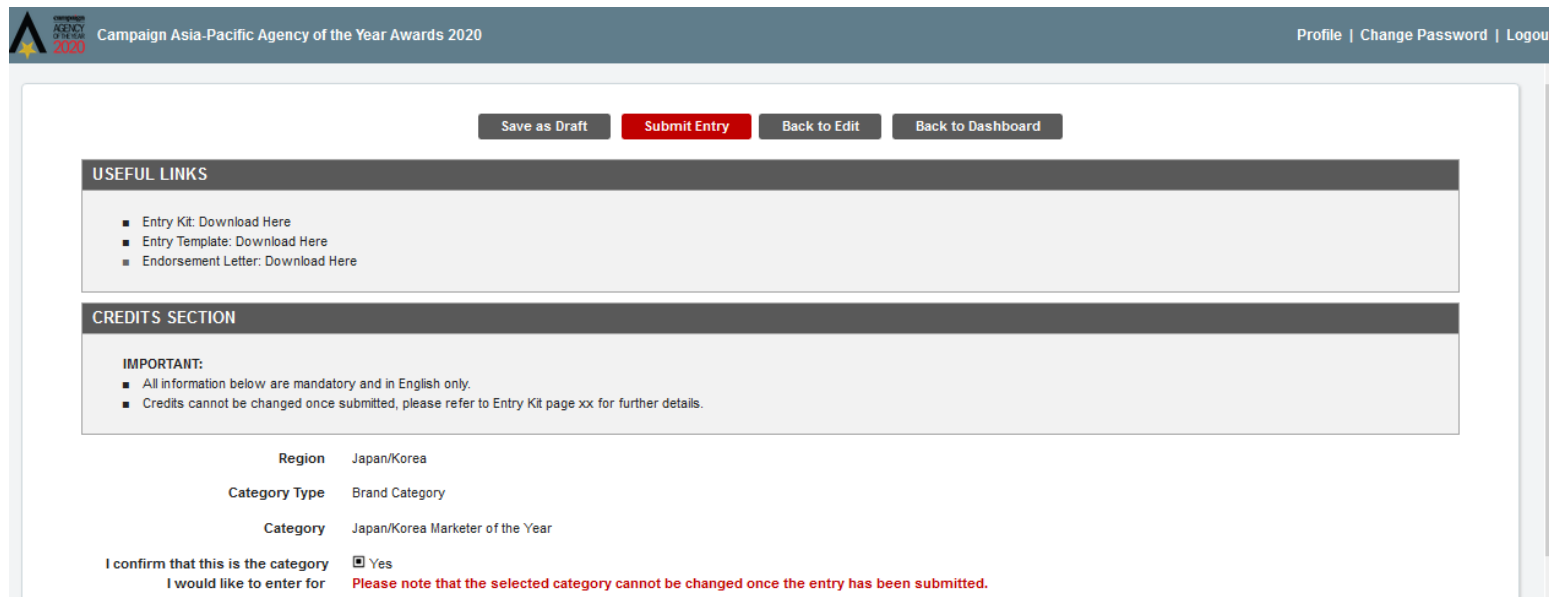 campaign
AGENCY
OF THE YEAR
2020
Campaign Asia-Pacific Agency of the Year Awards 2020
Profile | Change Password | Logou
Save as Draft Submit Entry Back to Edit Back to Dashboard
USEFUL LINKS
Entry Kit: Download Here
Entry Template: Download Here
Endorsement Letter: Download Here
CREDITS SECTION
IMPORTANT:
All information below are mandatory and in English only.
Credits cannot be changed once submitted, please refer to Entry Kit page xx for further details.
Region Japan/Korea
Category Type Brand Category
Category Japan/Korea Marketer of the Year
I confirm that this is the category Yes
I would like to enter for Please note that the selected category cannot be changed once the entry has been submitted.